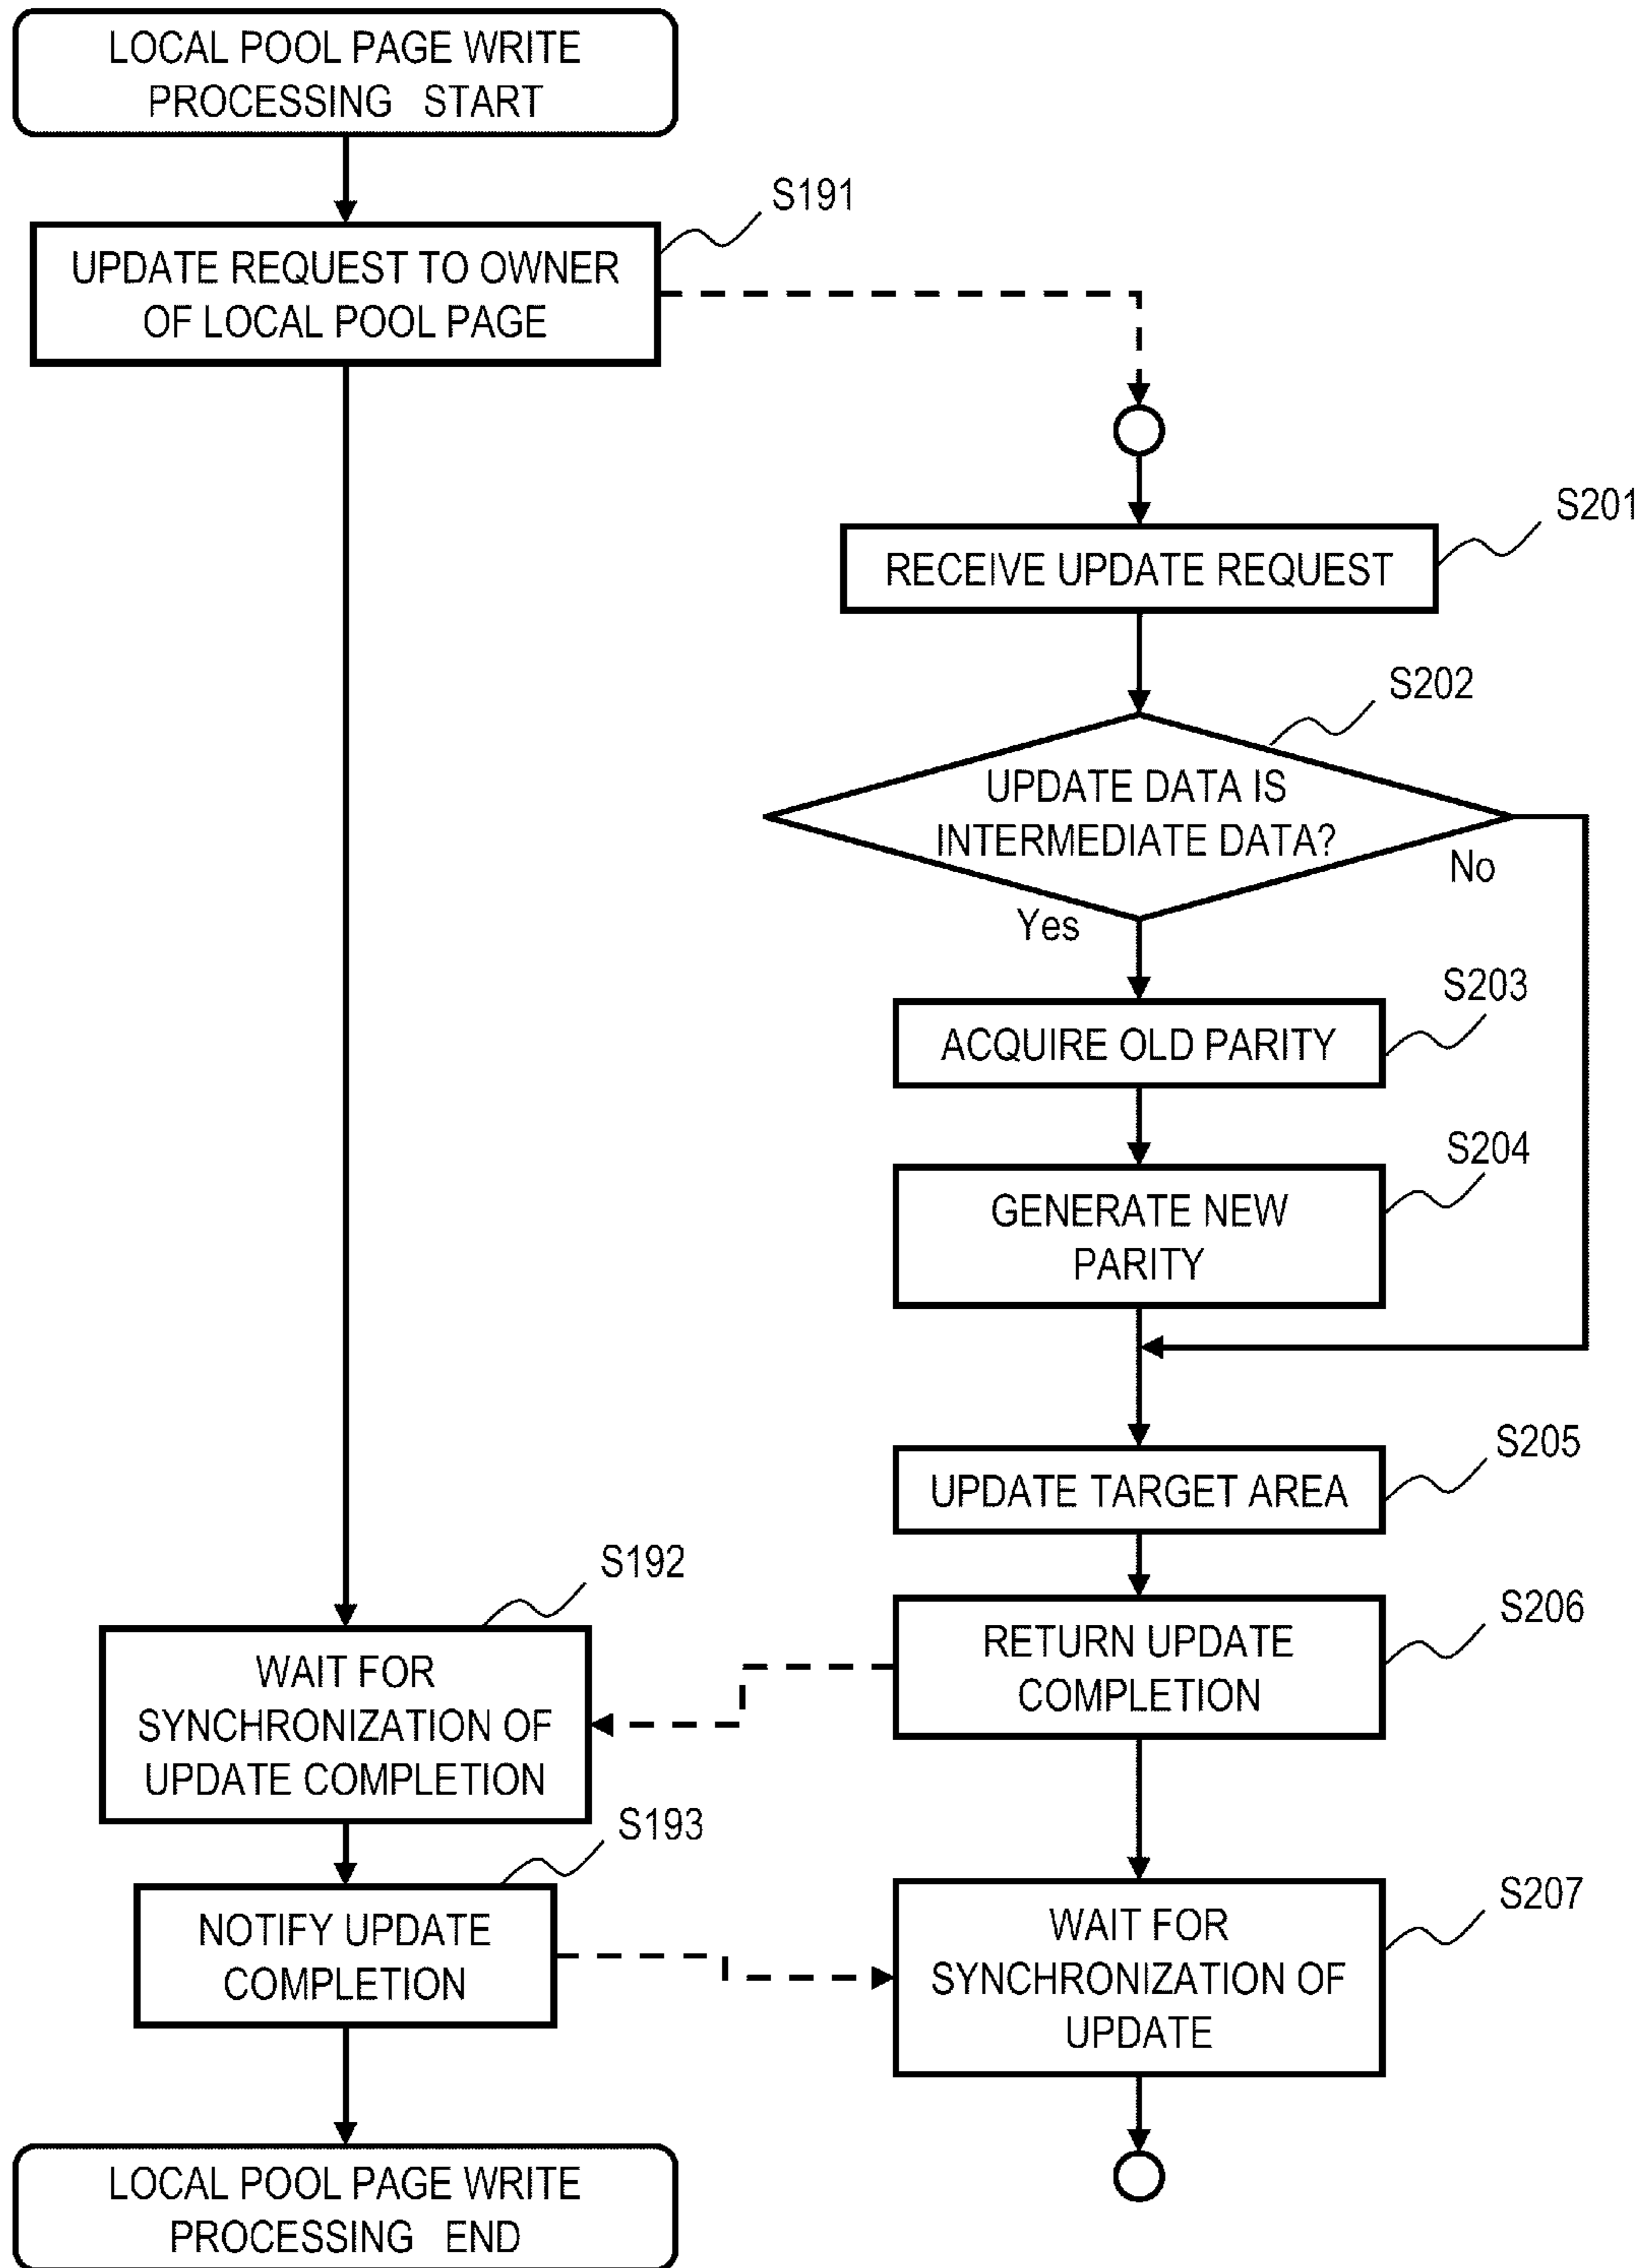 LOCAL POOL PAGE WRITE
PROCESSING START
S191
UPDATE REQUEST TO OWNER
OF LOCAL POOL PAGE
S201
RECEIVE UPDATE REQUEST
S202
UPDATE DATA IS
INTERMEDIATE DATA?
No
Yes
S203
ACQUIRE OLD PARITY
S204
GENERATE NEW
PARITY
S205
UPDATE TARGET AREA
S192
WAIT FOR
SYNCHRONIZATION OF
UPDATE COMPLETION
S206
RETURN UPDATE
COMPLETION
S193
NOTIFY UPDATE
COMPLETION
S207
WAIT FOR
SYNCHRONIZATION OF
UPDATE
LOCAL POOL PAGE WRITE
PROCESSING END